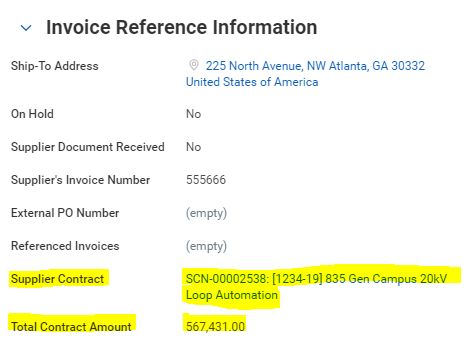 Invoice Reference Information
Ship-To Address 225 North Avenue, NW Atlanta, GA 30332
United States of America
On Hold No
Supplier Document Received No
Supplier's Invoice Number 555666
External PO Number (empty)
Referenced Invoices (empty)
Supplier Contract SCN-00002538: [1234-19] 835 Gen Campus 20kV
Loop Automation
Total Contract Amount 567,431.00